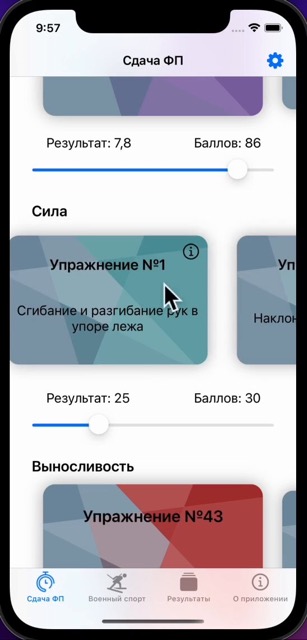 9:57
Сдача ФП
Результат: 7,8
Баллов: 86
Сила
Упражнение №1
Сгибание и разгибание рук в
упоре лежа
Уп
Наклон
Результат: 25
Баллов: 30
Выносливость
Упражнение №43
Сдача ФП
Военный спорт
Результаты
О приложении